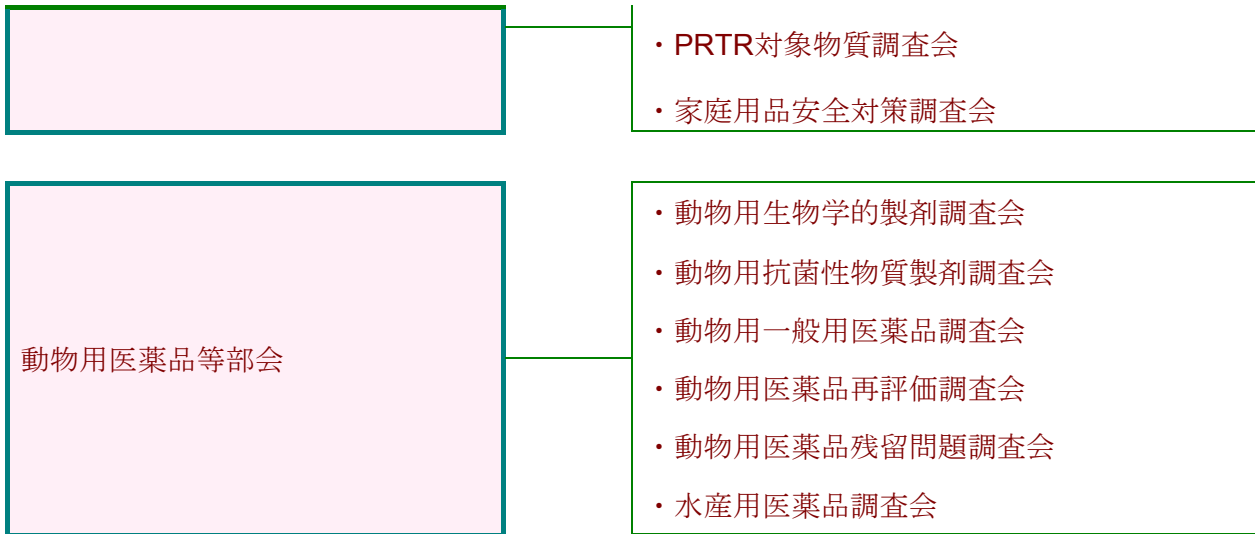 ・PRTR対象物質調査会
・家庭用品安全対策調査会
動物用医薬品等部会
・動物用生物学的製剤調査会
・動物用抗菌性物質製剤調査会
・動物用一般用医薬品調査会
・動物用医薬品再評価調査会
・動物用医薬品残留問題調査会
・水産用医薬品調査会